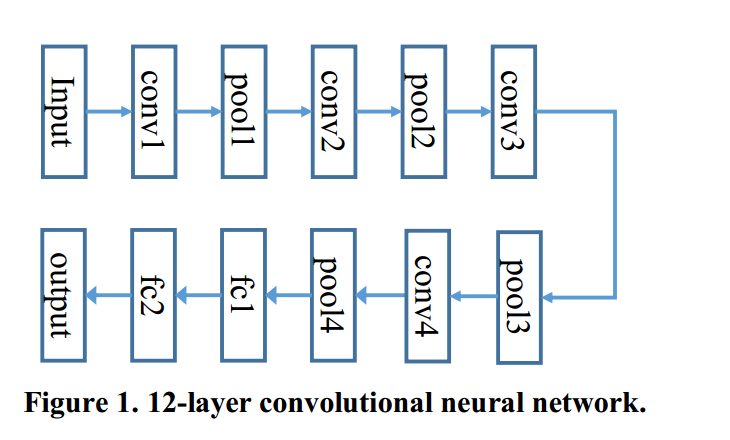 Input
conv1
pool1
conv2
pool2
conv3
pool3
conv4
pool4
fc1
fc2
output
Figure 1. 12-layer convolutional neural network.